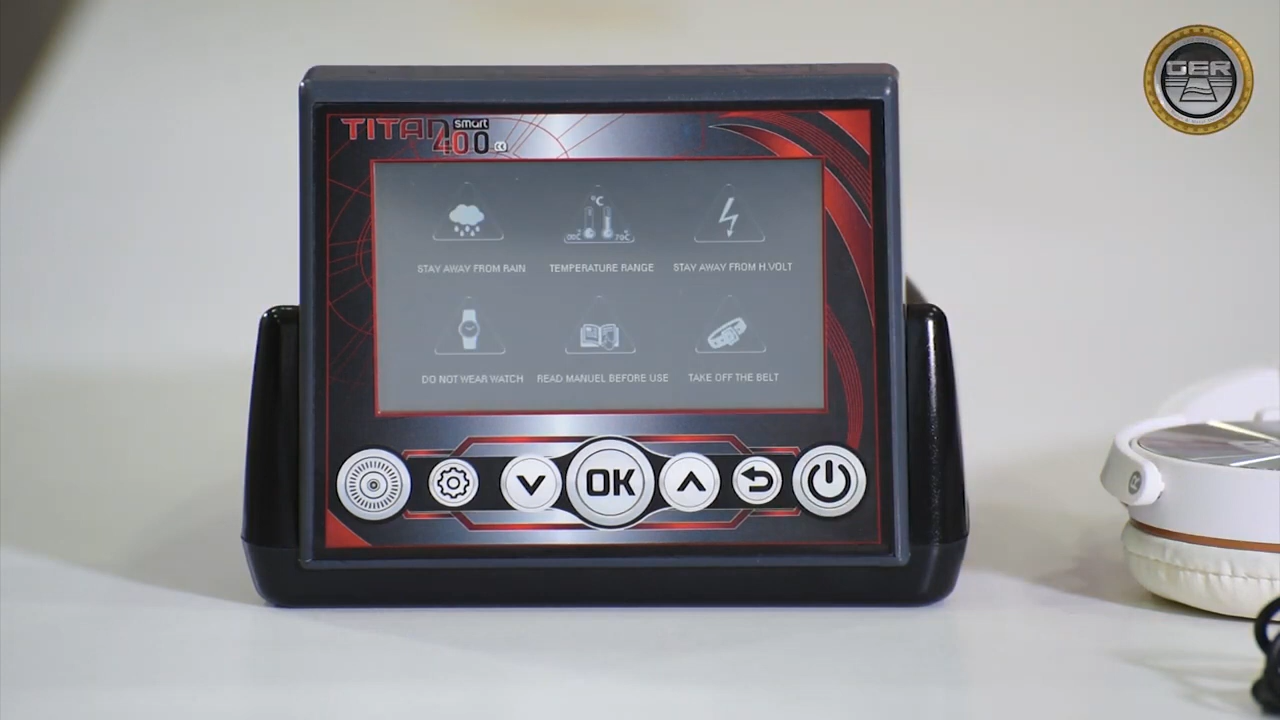 GER
TITAN smart
400
°C
STAY AWAY FROM RAIN
TEMPERATURE RANGE
STAY AWAY FROM H.VOLT
DO NOT WEAR WATCH
READ MANUEL BEFORE USE
TAKE OFF THE BELT
OK
R